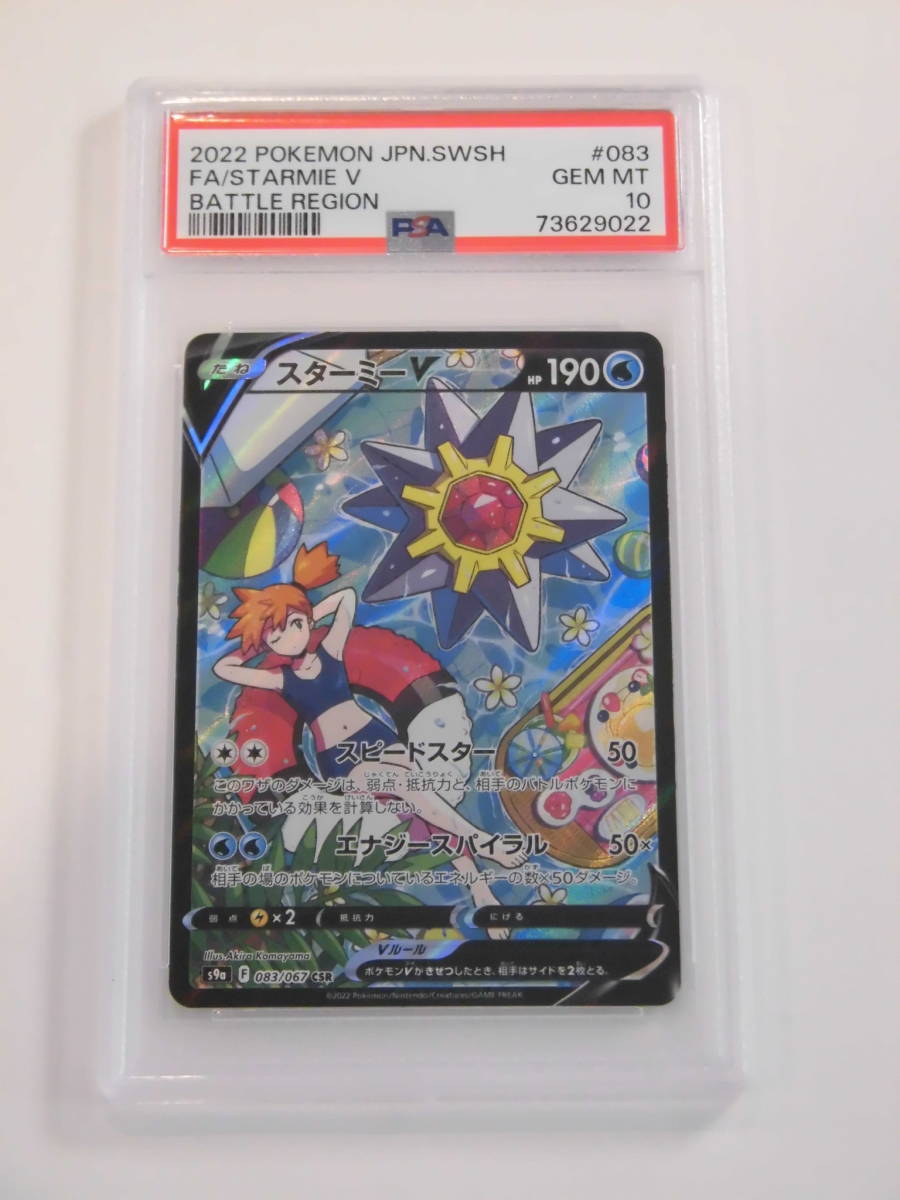 2022 POKEMON JPN.SWSH #083
FA/STARMIE V GEM MT
BATTLE REGION 10
PSA 73629022
たね スターミーV HP 190
スピードスター 50
このワザのダメージは、弱点・抵抗力と、相手のバトルポケモンに
かかっている効果を計算しない。
エナジースパイラル 50×
相手の場のポケモンについているエネルギーの数×50ダメージ。
弱点 ×2 抵抗力 にげる
Illus. Akira Komayama
Vルール
s9a F 083/067 CSR ポケモンVがきぜつしたとき、相手はサイドを2枚とる。
©2022 Pokémon/Nintendo/Creatures/GAME FREAK